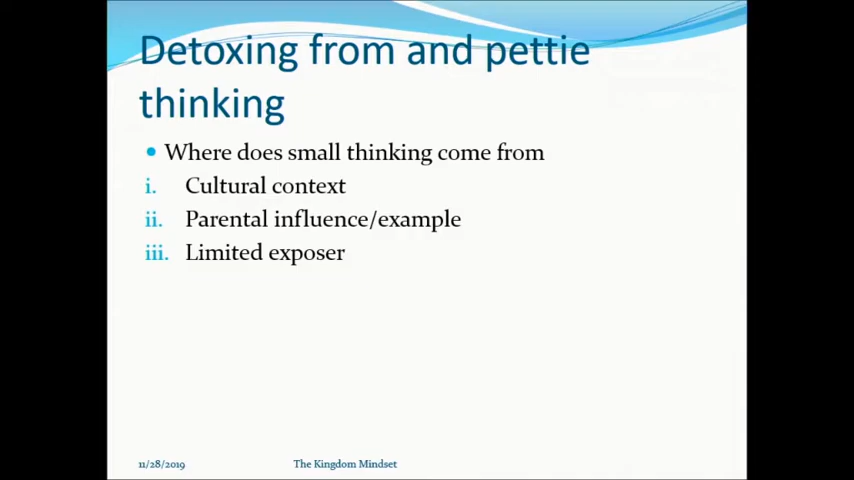 Detoxing from and pettie
thinking
• Where does small thinking come from
i. Cultural context
ii. Parental influence/example
iii. Limited exposer
11/28/2019 The Kingdom Mindset